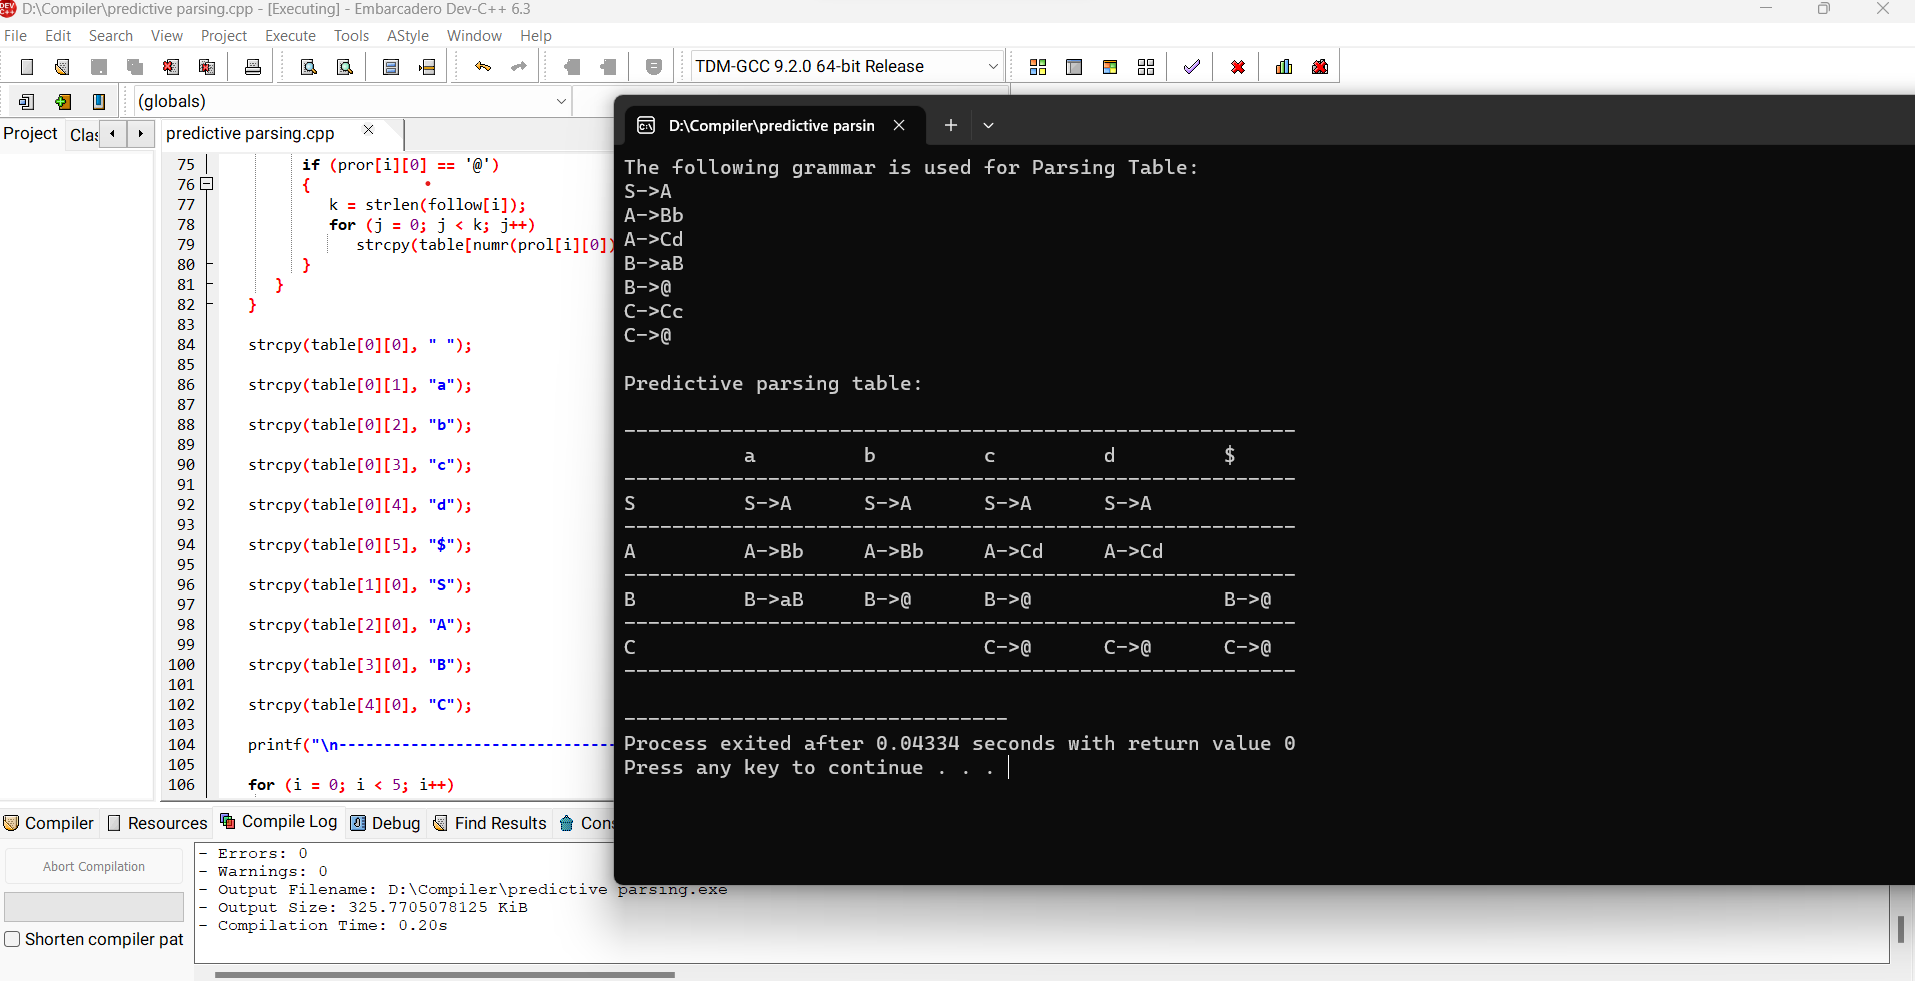 D:\Compiler\predictive parsing.cpp - [Executing] - Embarcadero Dev-C++ 6.3
File Edit Search View Project Execute Tools AStyle Window Help
TDM-GCC 9.2.0 64-bit Release
(globals)
Project Clas
predictive parsing.cpp
75 if (pror[i][0] == '@')
76 {
77 k = strlen(follow[i]);
78 for (j = 0; j < k; j++)
79 strcpy(table[numr(prol[i][0])
80 }
81 }
82 }
83
84 strcpy(table[0][0], " ");
85
86 strcpy(table[0][1], "a");
87
88 strcpy(table[0][2], "b");
89
90 strcpy(table[0][3], "c");
91
92 strcpy(table[0][4], "d");
93
94 strcpy(table[0][5], "$");
95
96 strcpy(table[1][0], "S");
97
98 strcpy(table[2][0], "A");
99
100 strcpy(table[3][0], "B");
101
102 strcpy(table[4][0], "C");
103
104 printf("\n------------------------------
105
106 for (i = 0; i < 5; i++)
D:\Compiler\predictive parsin
The following grammar is used for Parsing Table:
S->A
A->Bb
A->Cd
B->aB
B->@
C->Cc
C->@
Predictive parsing table:
--------------------------------------------------------
a b c d $
--------------------------------------------------------
S S->A S->A S->A S->A
--------------------------------------------------------
A A->Bb A->Bb A->Cd A->Cd
--------------------------------------------------------
B B->aB B->@ B->@ B->@
--------------------------------------------------------
C C->@ C->@ C->@
--------------------------------------------------------
--------------------------------
Process exited after 0.04334 seconds with return value 0
Press any key to continue . . .
Compiler Resources Compile Log Debug Find Results Cons
Abort Compilation
Shorten compiler pat
- Errors: 0
- Warnings: 0
- Output Filename: D:\Compiler\predictive parsing.exe
- Output Size: 325.7705078125 KiB
- Compilation Time: 0.20s